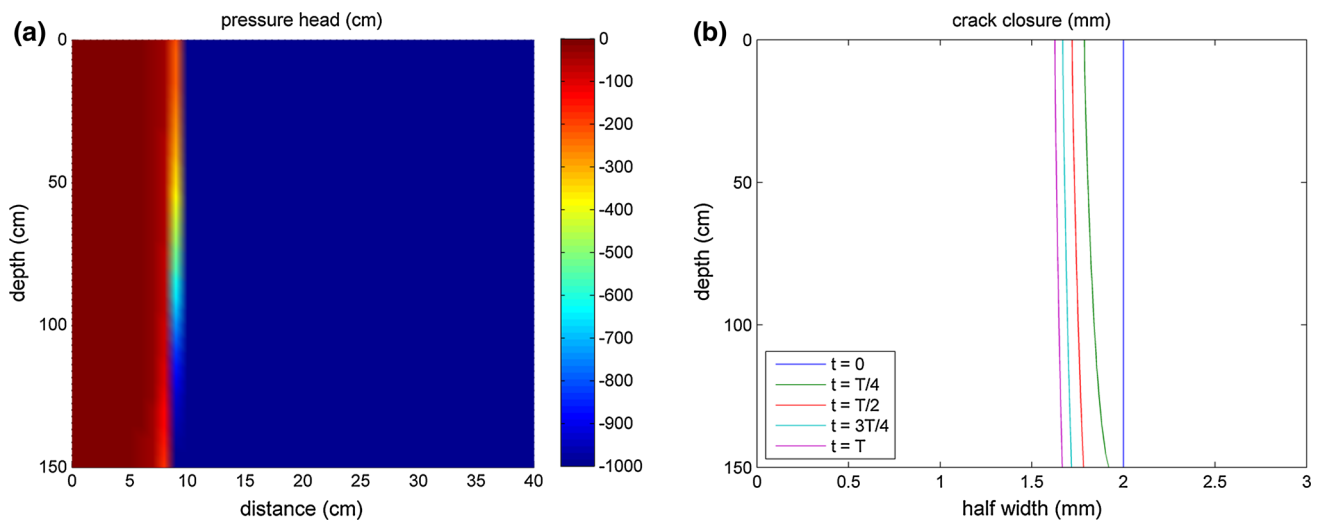 (a)
pressure head (cm)
0
50
100
150
depth (cm)
0 5 10 15 20 25 30 35 40
distance (cm)
0
-100
-200
-300
-400
-500
-600
-700
-800
-900
-1000
(b)
crack closure (mm)
0
50
100
150
depth (cm)
t = 0
t = T/4
t = T/2
t = 3T/4
t = T
0 0.5 1 1.5 2 2.5 3
half width (mm)